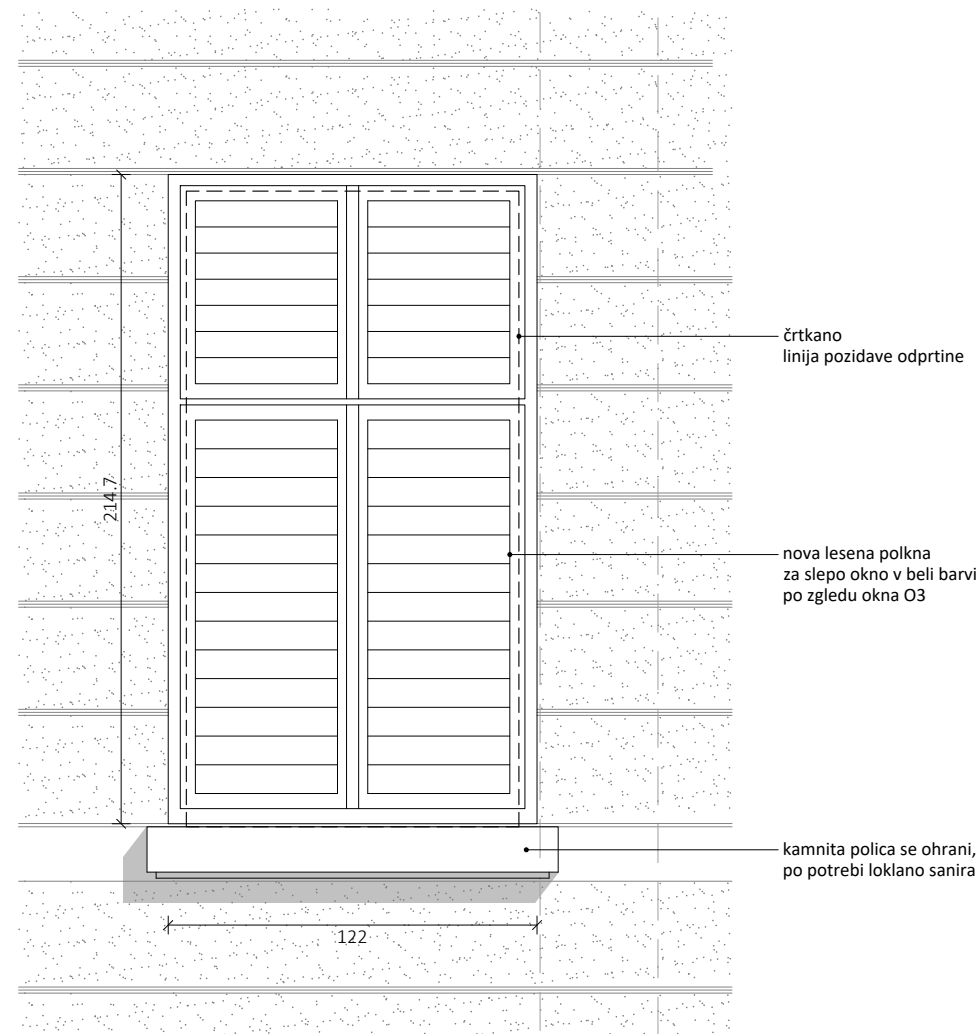 črtkano
linija pozidave odprtine
214.7
nova lesena polkna
za slepo okno v beli barvi
po zgledu okna O3
kamnita polica se ohrani,
po potrebi loklano sanira
122